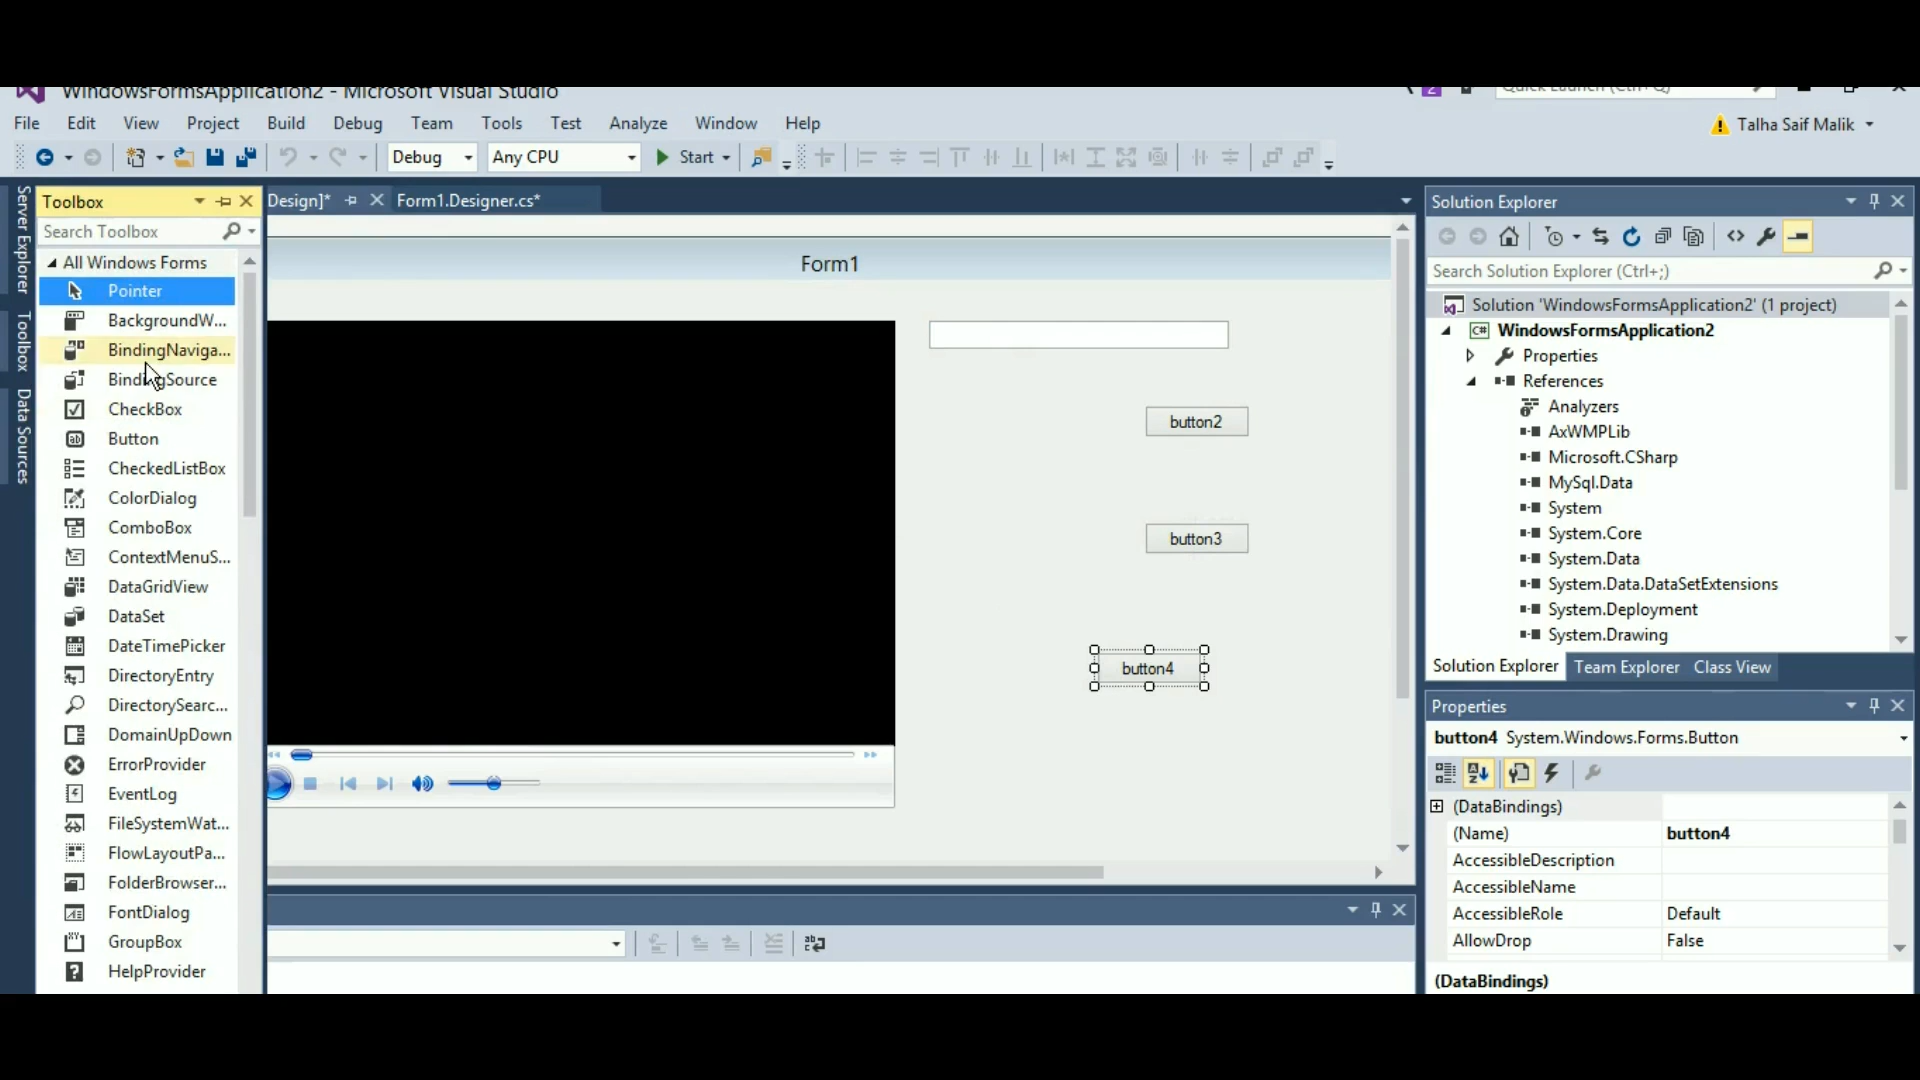 WindowsFormsApplication2 - Microsoft Visual Studio
2
Quick Launch (Ctrl+Q)
File Edit View Project Build Debug Team Tools Test Analyze Window Help
Talha Saif Malik
Debug Any CPU Start
Server Explorer
Toolbox
Data Sources
Toolbox
Search Toolbox
All Windows Forms
Pointer
BackgroundW...
BindingNaviga...
BindingSource
CheckBox
Button
CheckedListBox
ColorDialog
ComboBox
ContextMenuS...
DataGridView
DataSet
DateTimePicker
DirectoryEntry
DirectorySearc...
DomainUpDown
ErrorProvider
EventLog
FileSystemWat...
FlowLayoutPa...
FolderBrowser...
FontDialog
GroupBox
HelpProvider
Design]* Form1.Designer.cs*
Form1
button2
button3
button4
Solution Explorer
Search Solution Explorer (Ctrl+;)
Solution 'WindowsFormsApplication2' (1 project)
C# WindowsFormsApplication2
Properties
References
Analyzers
AxWMPLib
Microsoft.CSharp
MySql.Data
System
System.Core
System.Data
System.Data.DataSetExtensions
System.Deployment
System.Drawing
Solution Explorer Team Explorer Class View
Properties
button4 System.Windows.Forms.Button
(DataBindings)
(Name) button4
AccessibleDescription
AccessibleName
AccessibleRole Default
AllowDrop False
(DataBindings)